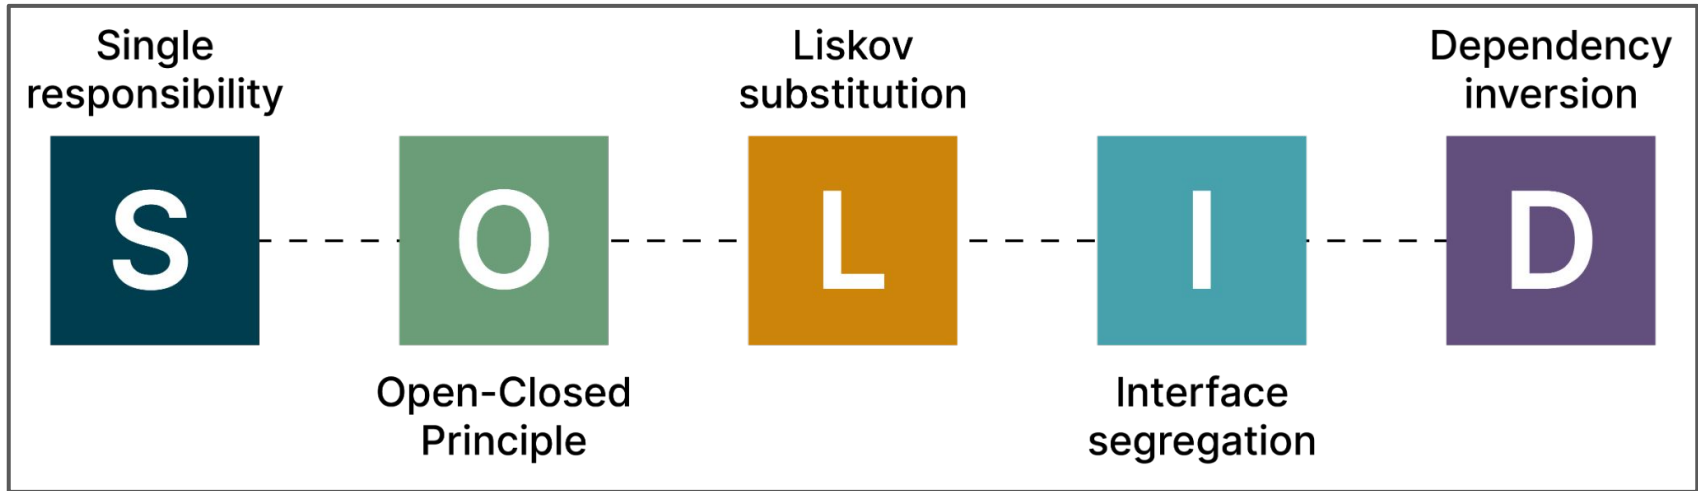 Single
responsibility
Liskov
substitution
Dependency
inversion
S
O
L
I
D
Open-Closed
Principle
Interface
segregation